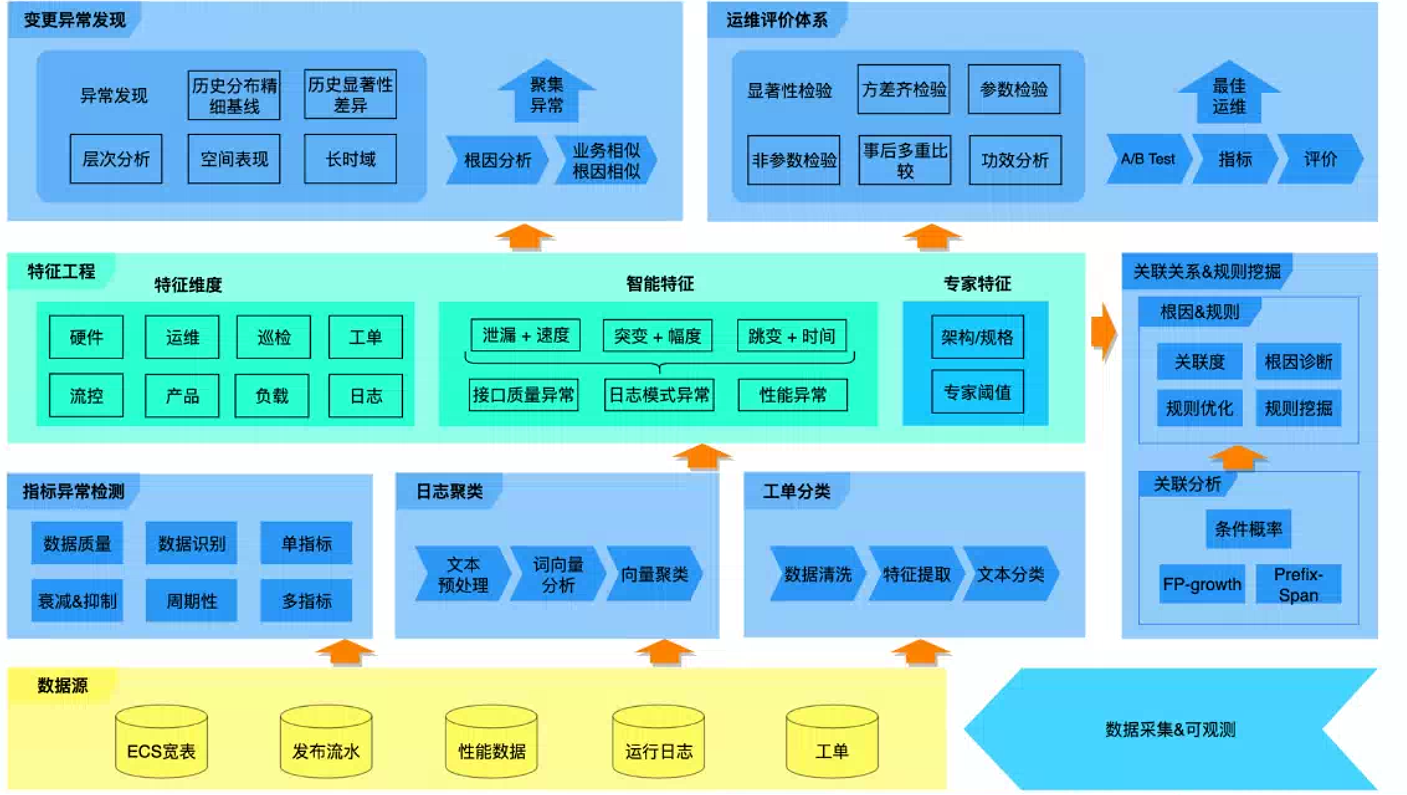 变更异常发现
异常发现
历史分布精
细基线
历史显著性
差异
层次分析
空间表现
长时域
聚集
异常
根因分析
业务相似
根因相似
运维评价体系
显著性检验
方差齐检验
参数检验
非参数检验
事后多重比
较
功效分析
最佳
运维
A/B Test
指标
评价
特征工程
特征维度
硬件
运维
巡检
工单
流控
产品
负载
日志
智能特征
泄漏 + 速度
突变 + 幅度
跳变 + 时间
接口质量异常
日志模式异常
性能异常
专家特征
架构/规格
专家阈值
关联关系&规则挖掘
根因&规则
关联度
根因诊断
规则优化
规则挖掘
关联分析
条件概率
FP-growth
Prefix-
Span
指标异常检测
数据质量
数据识别
单指标
衰减&抑制
周期性
多指标
日志聚类
文本
预处理
词向量
分析
向量聚类
工单分类
数据清洗
特征提取
文本分类
数据源
ECS宽表
发布流水
性能数据
运行日志
工单
数据采集&可观测